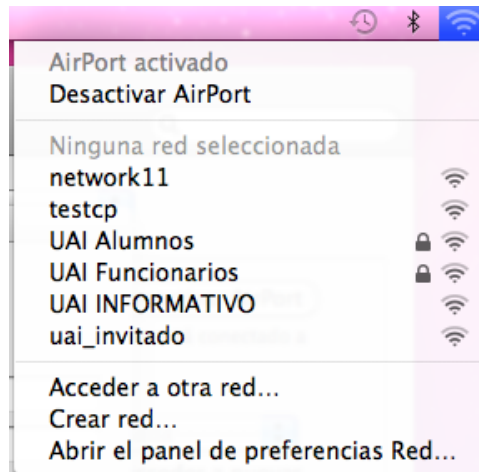 AirPort activado
Desactivar AirPort
Ninguna red seleccionada
network11
testcp
UAI Alumnos
UAI Funcionarios
UAI INFORMATIVO
uai_invitado
Acceder a otra red...
Crear red...
Abrir el panel de preferencias Red...